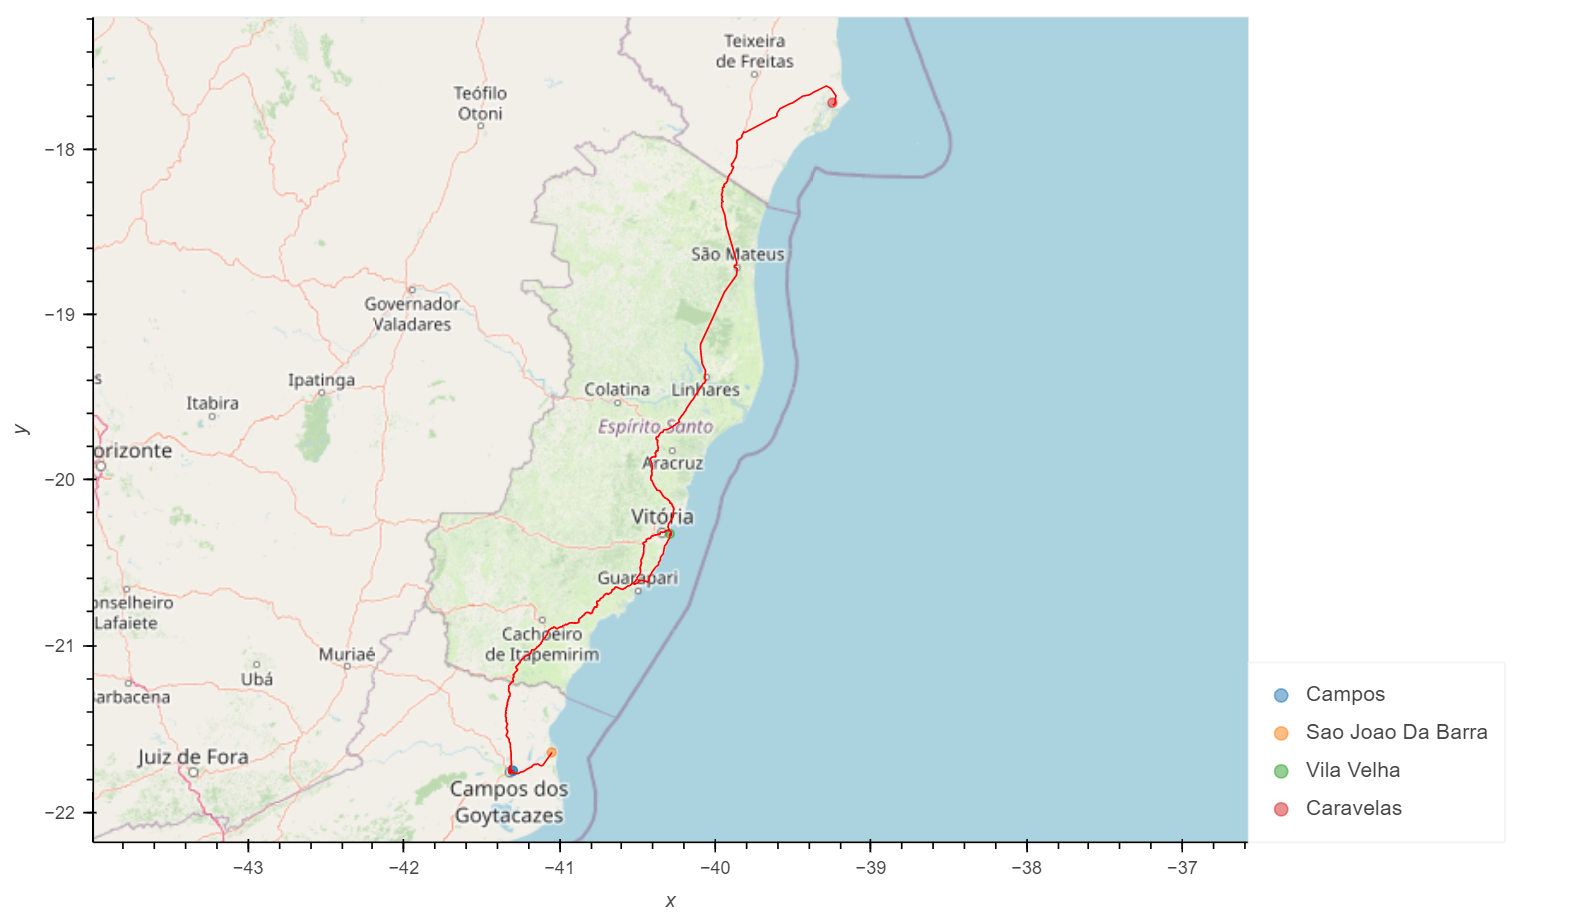 Teixeira
de Freitas
Teófilo
Otoni
−18
São Mateus
Governador
Valadares
−19
s
Ipatinga
Colatina
Linhares
Itabira
Espírito Santo
orizonte
Aracruz
−20
Vitória
Guarapari
onselheiro
Lafaiete
Cachoeiro
de Itapemirim
−21
Muriaé
Ubá
arbacena
Juiz de Fora
Campos dos
Goytacazes
−22
y
−43
−42
−41
−40
−39
−38
−37
x
Campos
Sao Joao Da Barra
Vila Velha
Caravelas